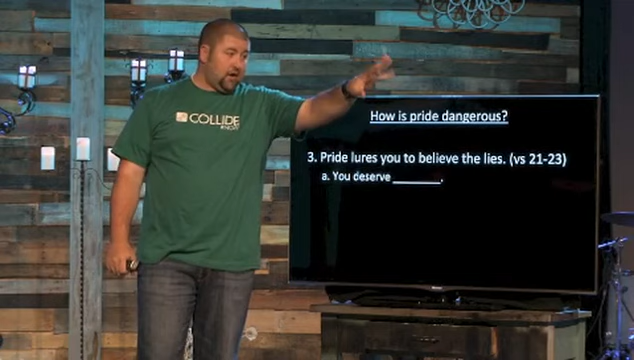 COLLIDE
How is pride dangerous?
3. Pride lures you to believe the lies. (vs 21-23)
a. You deserve ________.